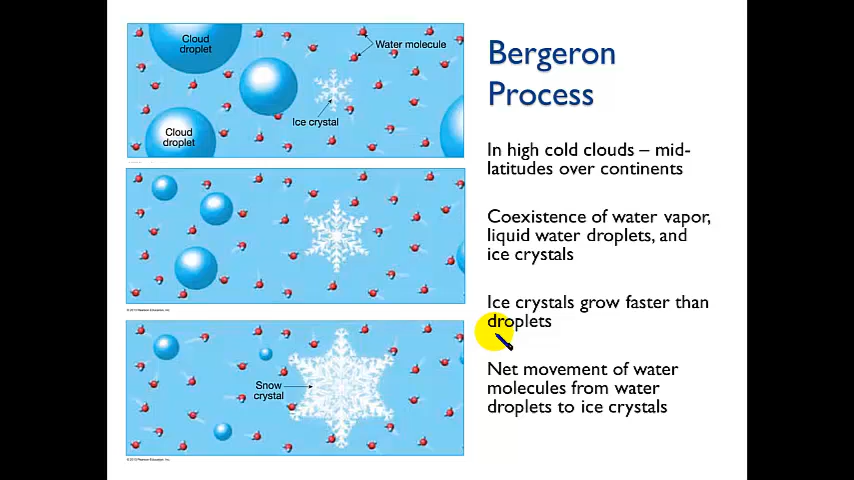 Cloud
droplet
Water molecule
Ice crystal
Cloud
droplet
Snow
crystal
Bergeron
Process
In high cold clouds – mid-
latitudes over continents
Coexistence of water vapor,
liquid water droplets, and
ice crystals
Ice crystals grow faster than
droplets
Net movement of water
molecules from water
droplets to ice crystals